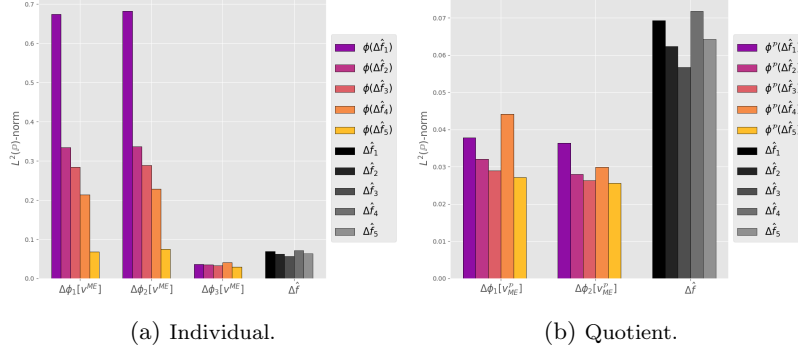 0.7
0.6
0.5
0.4
0.3
0.2
0.1
0.0
L²(ℙ)-norm
Δϕ₁[v^{ME}]
Δϕ₂[v^{ME}]
Δϕ₃[v^{ME}]
Δf̂
ϕ(Δf̂₁)
ϕ(Δf̂₂)
ϕ(Δf̂₃)
ϕ(Δf̂₄)
ϕ(Δf̂₅)
Δf̂₁
Δf̂₂
Δf̂₃
Δf̂₄
Δf̂₅
(a) Individual.
0.07
0.06
0.05
0.04
0.03
0.02
0.01
0.00
L²(ℙ)-norm
Δϕ₁[v^𝒫_{ME}]
Δϕ₂[v^𝒫_{ME}]
Δf̂
ϕ^𝒫(Δf̂₁
ϕ^𝒫(Δf̂₂
ϕ^𝒫(Δf̂₃
ϕ^𝒫(Δf̂₄
ϕ^𝒫(Δf̂₅
Δf̂₁
Δf̂₂
Δf̂₃
Δf̂₄
Δf̂₅
(b) Quotient.